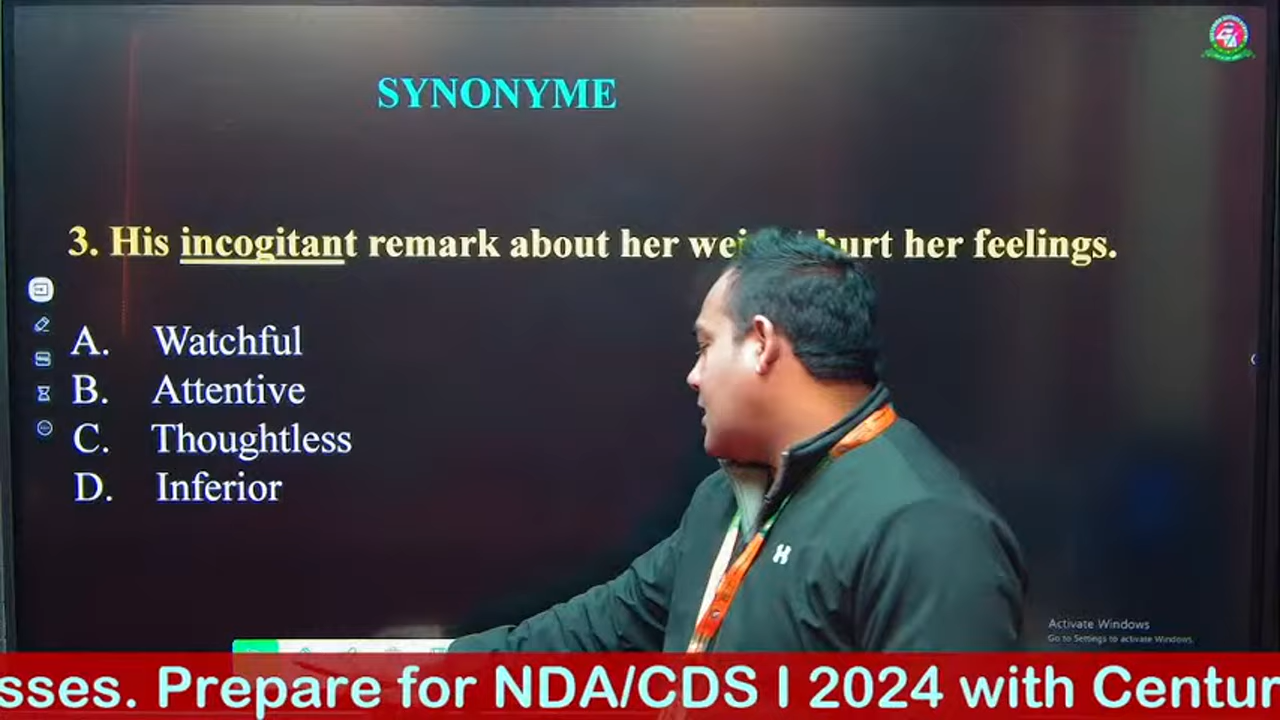 SYNONYME
3. His incogitant remark about her wei hurt her feelings.
A. Watchful
B. Attentive
C. Thoughtless
D. Inferior
Activate Windows
Go to Settings to activate Windows.
sses. Prepare for NDA/CDS I 2024 with Centur